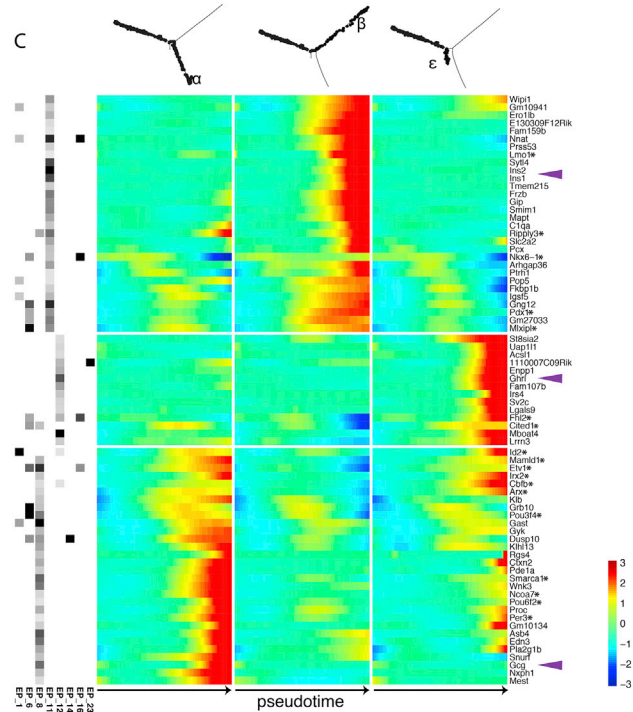 C
α
β
ε
Wipi1
Gm10941
Ero1lb
E130309F12Rik
Fam159b
Nnat
Prss53
Lmo1*
Sytl4
Ins2
Ins1
Tmem215
Frzb
Gip
Smim1
Mapt
C1qa
Ripply3*
Slc2a2
Pcx
Nkx6-1*
Arhgap36
Ptrh1
Pop5
Fkbp1b
Igsf5
Gng12
Pdx1*
Gm27033
Mlxipl*
St8sia2
Uap1l1
Acsl1
1110007C09Rik
Enpp1
Ghrl
Fam107b
Irs4
Sv2c
Lgals9
Fhl2*
Cited1*
Mboat4
Lrrn3
Id2*
Mamld1*
Etv1*
Irx2*
Cbfb*
Arx*
Klb
Grb10
Pou3f4*
Gast
Gyk
Dusp10
Klhl13
Rgs4
Ctxn2
Pde1a
Smarca1*
Wnk3
Ncoa7*
Pou6f2*
Proc
Per3*
Gm10134
Asb4
Edn3
Pla2g1b
Snurf
Gcg
Nxph1
Mest
3
2
1
0
−1
−2
−3
EP_1
EP_6
EP_8
EP_11
EP_12
EP_14
EP_16
EP_23
pseudotime